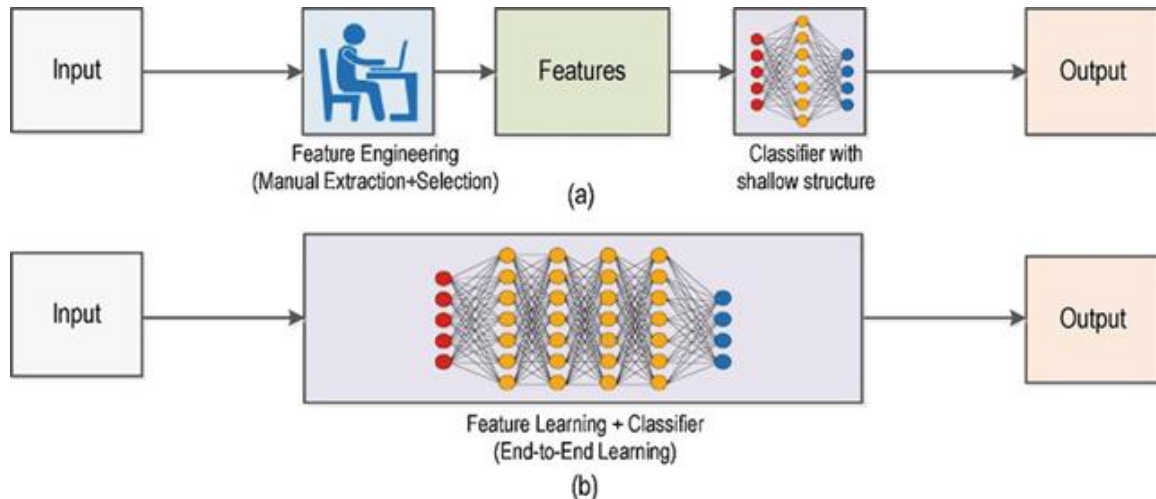 Input
Features
Output
Feature Engineering
(Manual Extraction+Selection)
Classifier with
shallow structure
(a)
Input
Output
Feature Learning + Classifier
(End-to-End Learning)
(b)